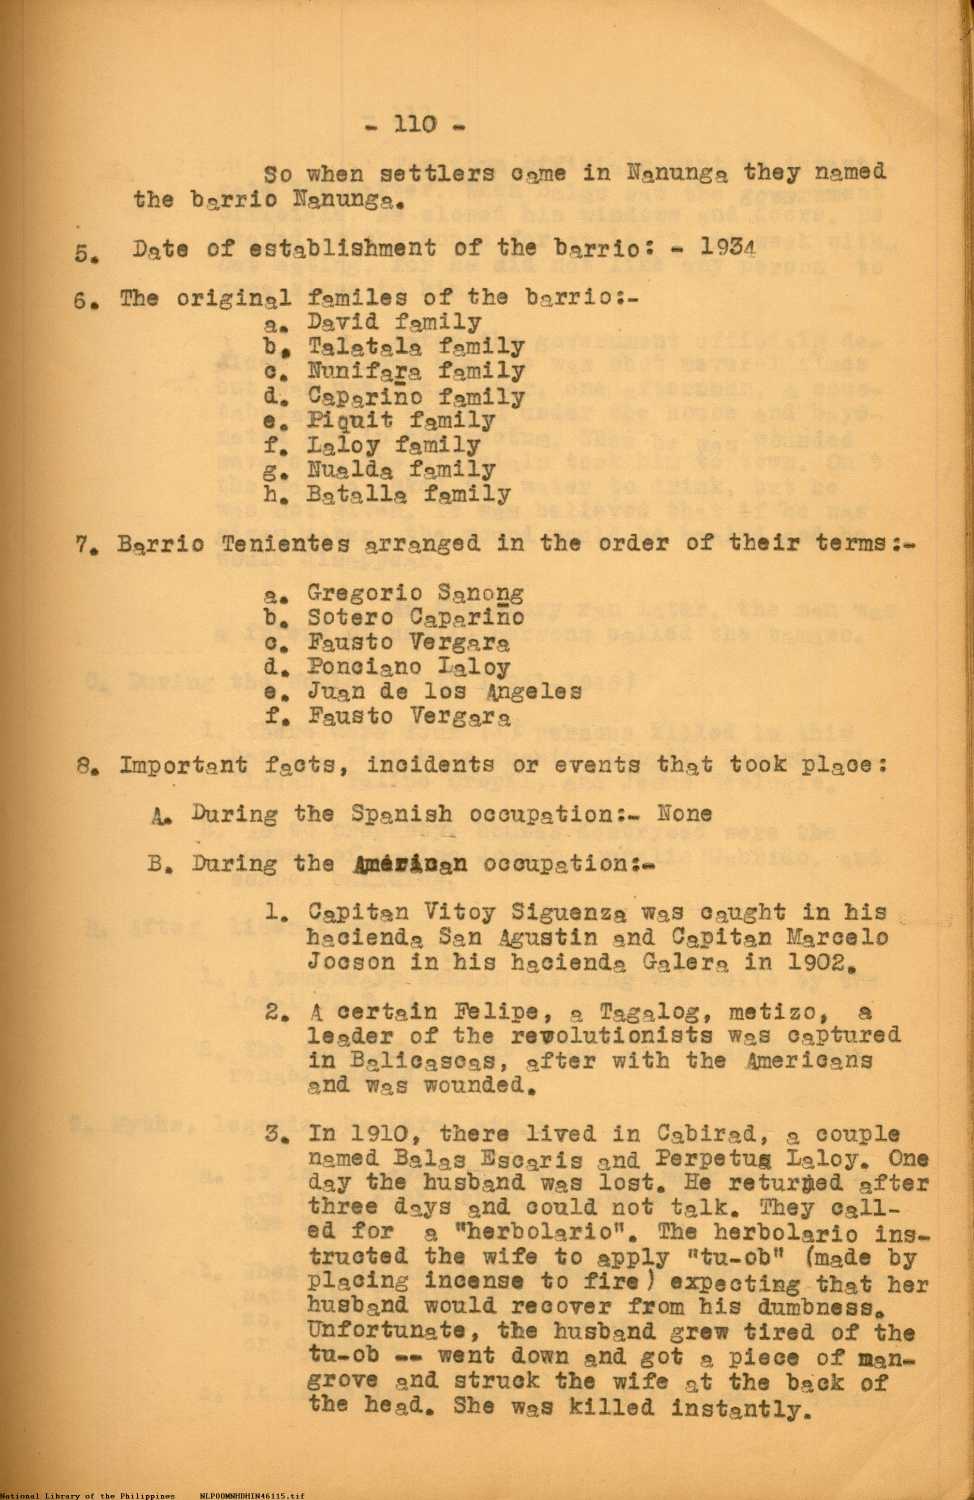 - 110 -
So when settlers came in Nanunga they named
the barrio Nanunga.
5. Date of establishment of the barrio: - 1934
6. The original familes of the barrio:-
a. David family
b. Talatala family
c. Nunifara family
d. Capariño family
e. Piquit family
f. Laloy family
g. Nualda family
h. Batalla family
7. Barrio Tenientes arranged in the order of their terms:-
a. Gregorio Sanong
b. Sotero Capariño
c. Fausto Vergara
d. Ponciano Laloy
e. Juan de los Angeles
f. Fausto Vergara
8. Important facts, incidents or events that took place:
A. During the Spanish occupation:- None
B. During the American occupation:-
1. Capitan Vitoy Siguenza was caught in his
hacienda San Agustin and Capitan Marcelo
Jocson in his hacienda Galera in 1902.
2. A certain Felipe, a Tagalog, metizo, a
leader of the revolutionists was captured
in Balicascas, after with the Americans
and was wounded.
3. In 1910, there lived in Cabirad, a couple
named Balas Escaris and Perpetua Laloy. One
day the husband was lost. He returned after
three days and could not talk. They call-
ed for a "herbolario". The herbolario ins-
tructed the wife to apply "tu-ob" (made by
placing incense to fire) expecting that her
husband would recover from his dumbness.
Unfortunate, the husband grew tired of the
tu-ob -- went down and got a piece of man-
grove and struck the wife at the back of
the head. She was killed instantly.
National Library of the Philippines NLPOOMNHDHIN46115.tif